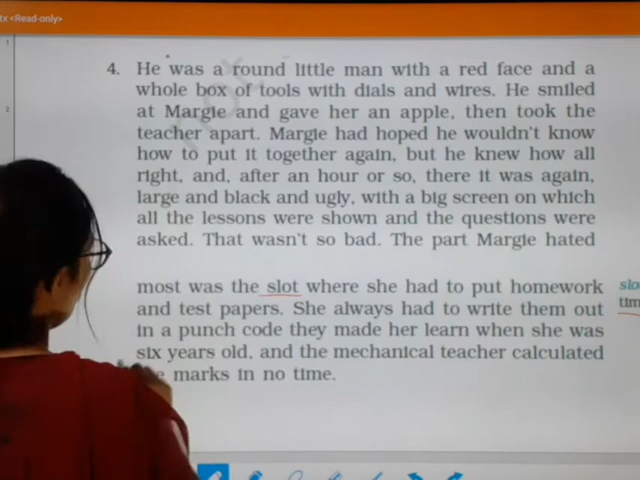 <Read-only>
1
2
4. He was a round little man with a red face and a
whole box of tools with dials and wires. He smiled
at Margie and gave her an apple, then took the
teacher apart. Margie had hoped he wouldn't know
how to put it together again, but he knew how all
right, and, after an hour or so, there it was again,
large and black and ugly, with a big screen on which
all the lessons were shown and the questions were
asked. That wasn't so bad. The part Margie hated
most was the slot where she had to put homework
and test papers. She always had to write them out
in a punch code they made her learn when she was
six years old, and the mechanical teacher calculated
marks in no time.
slo
tim